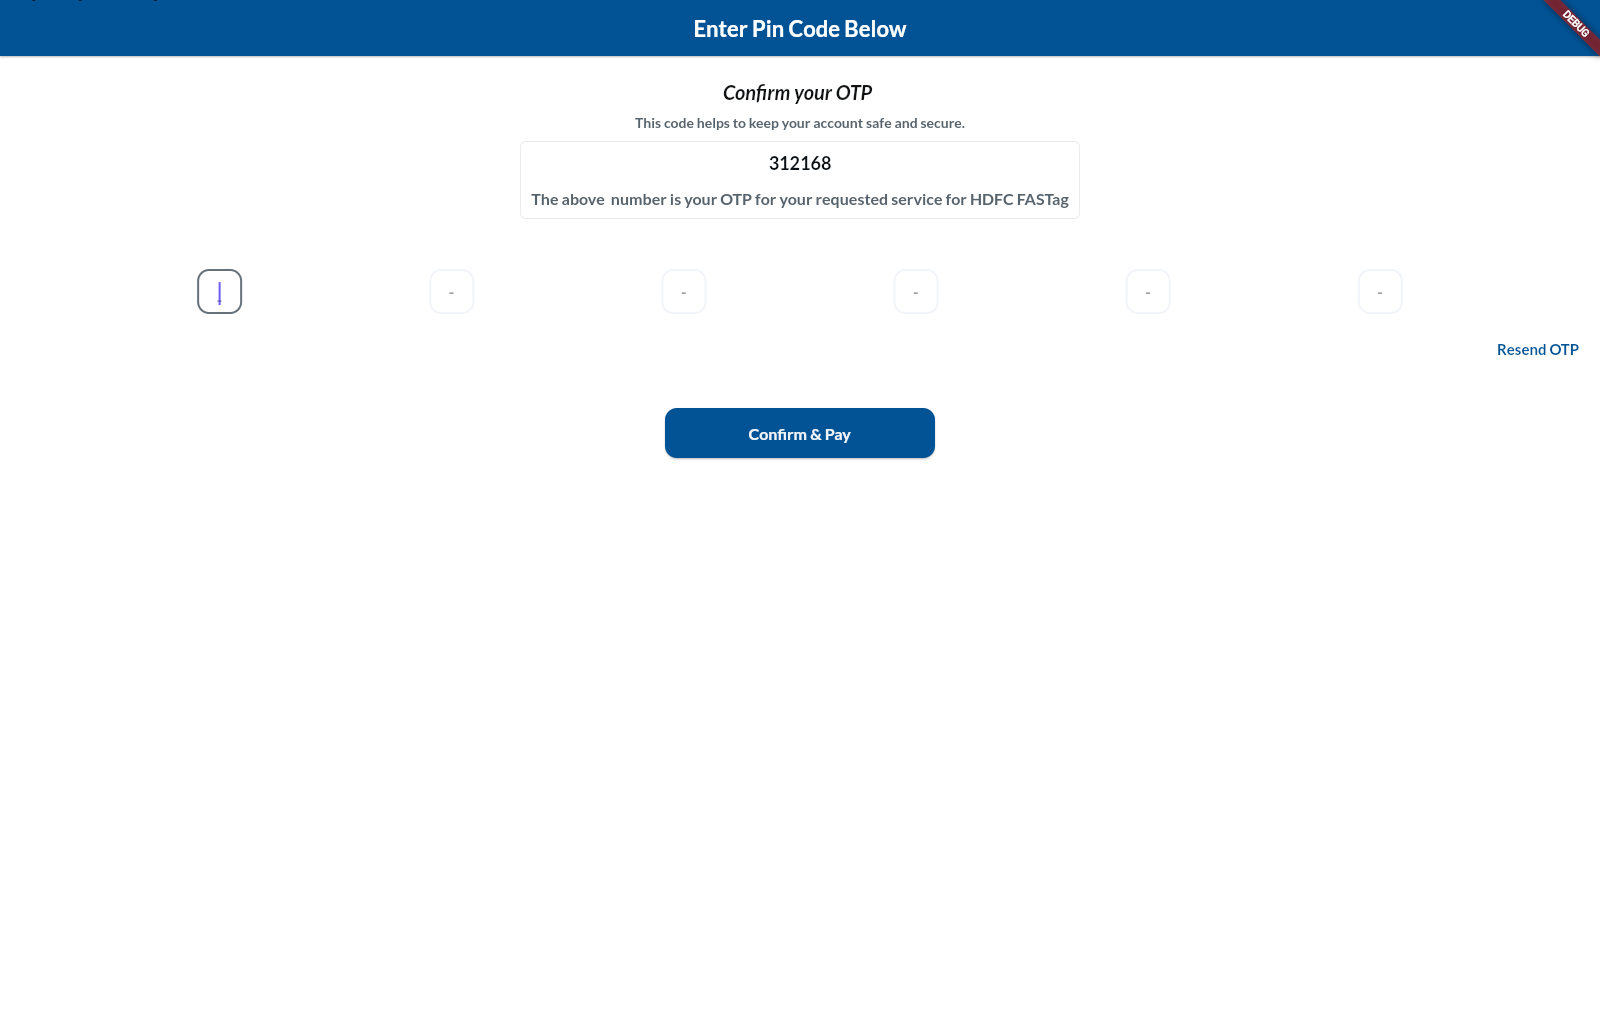 Enter Pin Code Below
DEBUG
Confirm your OTP
This code helps to keep your account safe and secure.
312168
The above  number is your OTP for your requested service for HDFC FASTag
- - - - - -
Resend OTP
Confirm & Pay